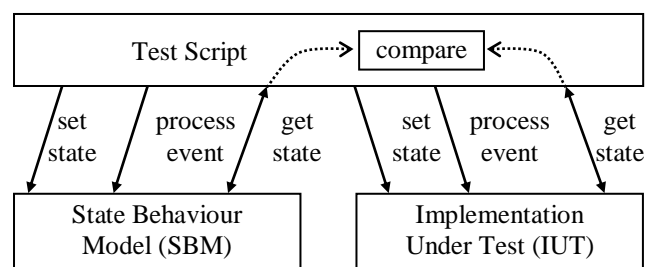 Test Script
compare
set
state
process
event
get
state
set
state
process
event
get
state
State Behaviour
Model (SBM)
Implementation
Under Test (IUT)